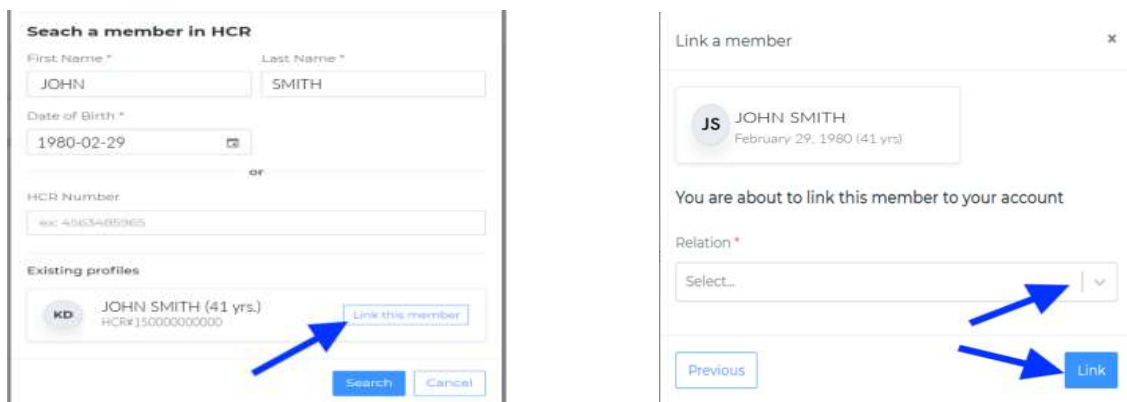 Seach a member in HCR
First Name * Last Name *
JOHN SMITH
Date of Birth *
1980-02-29
or
HCR Number
ex: 4563485965
Existing profiles
KD
JOHN SMITH (41 yrs.)
HCR#150000000000
Link this member
Search Cancel
Link a member ×
JS
JOHN SMITH
February 29, 1980 (41 yrs)
You are about to link this member to your account
Relation *
Select...
Previous Link